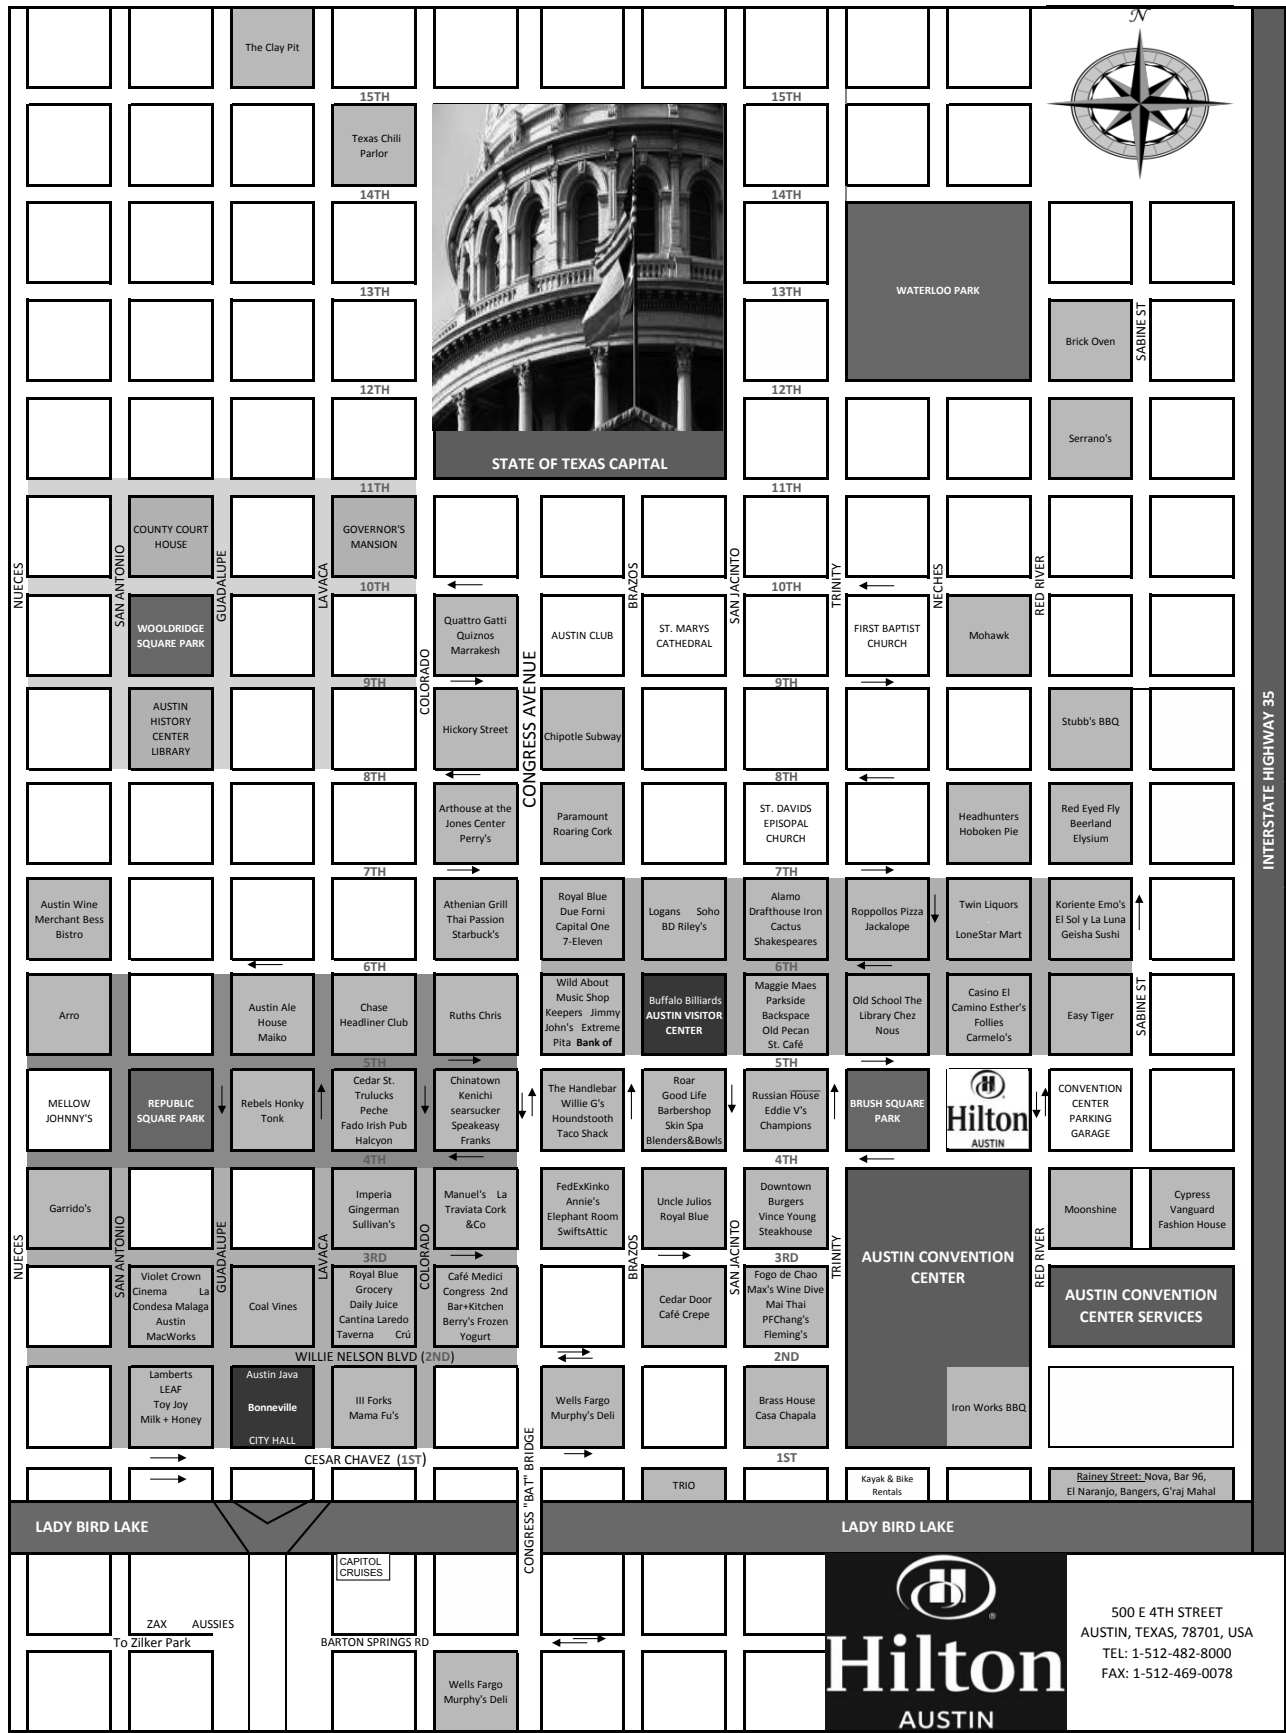 N
The Clay Pit
15TH
15TH
Texas Chili
Parlor
14TH
14TH
WATERLOO PARK
13TH
13TH
Brick Oven
SABINE ST
12TH
12TH
Serrano's
STATE OF TEXAS CAPITAL
11TH
11TH
COUNTY COURT
HOUSE
GOVERNOR'S
MANSION
NUECES
SAN ANTONIO
GUADALUPE
LAVACA
10TH
BRAZOS
SAN JACINTO
10TH
TRINITY
NECHES
RED RIVER
WOOLDRIDGE
SQUARE PARK
COLORADO
Quattro Gatti
Quiznos
Marrakesh
CONGRESS AVENUE
AUSTIN CLUB
ST. MARYS
CATHEDRAL
FIRST BAPTIST
CHURCH
Mohawk
9TH
9TH
AUSTIN
HISTORY
CENTER
LIBRARY
Hickory Street
Chipotle Subway
Stubb's BBQ
INTERSTATE HIGHWAY 35
8TH
8TH
Arthouse at the
Jones Center
Perry's
Paramount
Roaring Cork
ST. DAVIDS
EPISOPAL
CHURCH
Headhunters
Hoboken Pie
Red Eyed Fly
Beerland
Elysium
7TH
7TH
Austin Wine
Merchant Bess
Bistro
Athenian Grill
Thai Passion
Starbuck's
Royal Blue
Due Forni
Capital One
7-Eleven
Logans Soho
BD Riley's
Alamo
Drafthouse Iron
Cactus
Shakespeares
Roppollos Pizza
Jackalope
Twin Liquors
LoneStar Mart
Koriente Emo's
El Sol y La Luna
Geisha Sushi
6TH
6TH
Arro
Austin Ale
House
Maiko
Chase
Headliner Club
Ruths Chris
Wild About
Music Shop
Keepers Jimmy
John's Extreme
Pita Bank of
Buffalo Billiards
AUSTIN VISITOR
CENTER
Maggie Maes
Parkside
Backspace
Old Pecan
St. Café
Old School The
Library Chez
Nous
Casino El
Camino Esther's
Follies
Carmelo's
Easy Tiger
SABINE ST
5TH
5TH
MELLOW
JOHNNY'S
REPUBLIC
SQUARE PARK
Rebels Honky
Tonk
Cedar St.
Trulucks
Peche
Fado Irish Pub
Halcyon
Chinatown
Kenichi
searsucker
Speakeasy
Franks
The Handlebar
Willie G's
Houndstooth
Taco Shack
Roar
Good Life
Barbershop
Skin Spa
Blenders&Bowls
Russian House
Eddie V's
Champions
BRUSH SQUARE
PARK
Hilton
AUSTIN
CONVENTION
CENTER
PARKING
GARAGE
4TH
4TH
Garrido's
Imperia
Gingerman
Sullivan's
Manuel's La
Traviata Cork
&Co
FedExKinko
Annie's
Elephant Room
SwiftsAttic
Uncle Julios
Royal Blue
Downtown
Burgers
Vince Young
Steakhouse
AUSTIN CONVENTION
CENTER
Moonshine
Cypress
Vanguard
Fashion House
NUECES
SAN ANTONIO
GUADALUPE
LAVACA
3RD
COLORADO
BRAZOS
SAN JACINTO
3RD
TRINITY
RED RIVER
Violet Crown
Cinema La
Condesa Malaga
Austin
MacWorks
Coal Vines
Royal Blue
Grocery
Daily Juice
Cantina Laredo
Taverna Crú
Café Medici
Congress 2nd
Bar+Kitchen
Berry's Frozen
Yogurt
Cedar Door
Café Crepe
Fogo de Chao
Max's Wine Dive
Mai Thai
PFChang's
Fleming's
AUSTIN CONVENTION
CENTER SERVICES
WILLIE NELSON BLVD (2ND)
2ND
Lamberts
LEAF
Toy Joy
Milk + Honey
Austin Java
Bonneville
CITY HALL
III Forks
Mama Fu's
Wells Fargo
Murphy's Deli
Brass House
Casa Chapala
Iron Works BBQ
CESAR CHAVEZ (1ST)
CONGRESS "BAT" BRIDGE
1ST
TRIO
Kayak & Bike
Rentals
Rainey Street: Nova, Bar 96,
El Naranjo, Bangers, G'raj Mahal
LADY BIRD LAKE
LADY BIRD LAKE
CAPITOL
CRUISES
ZAX AUSSIES
To Zilker Park
BARTON SPRINGS RD
Wells Fargo
Murphy's Deli
Hilton
AUSTIN
500 E 4TH STREET
AUSTIN, TEXAS, 78701, USA
TEL: 1-512-482-8000
FAX: 1-512-469-0078